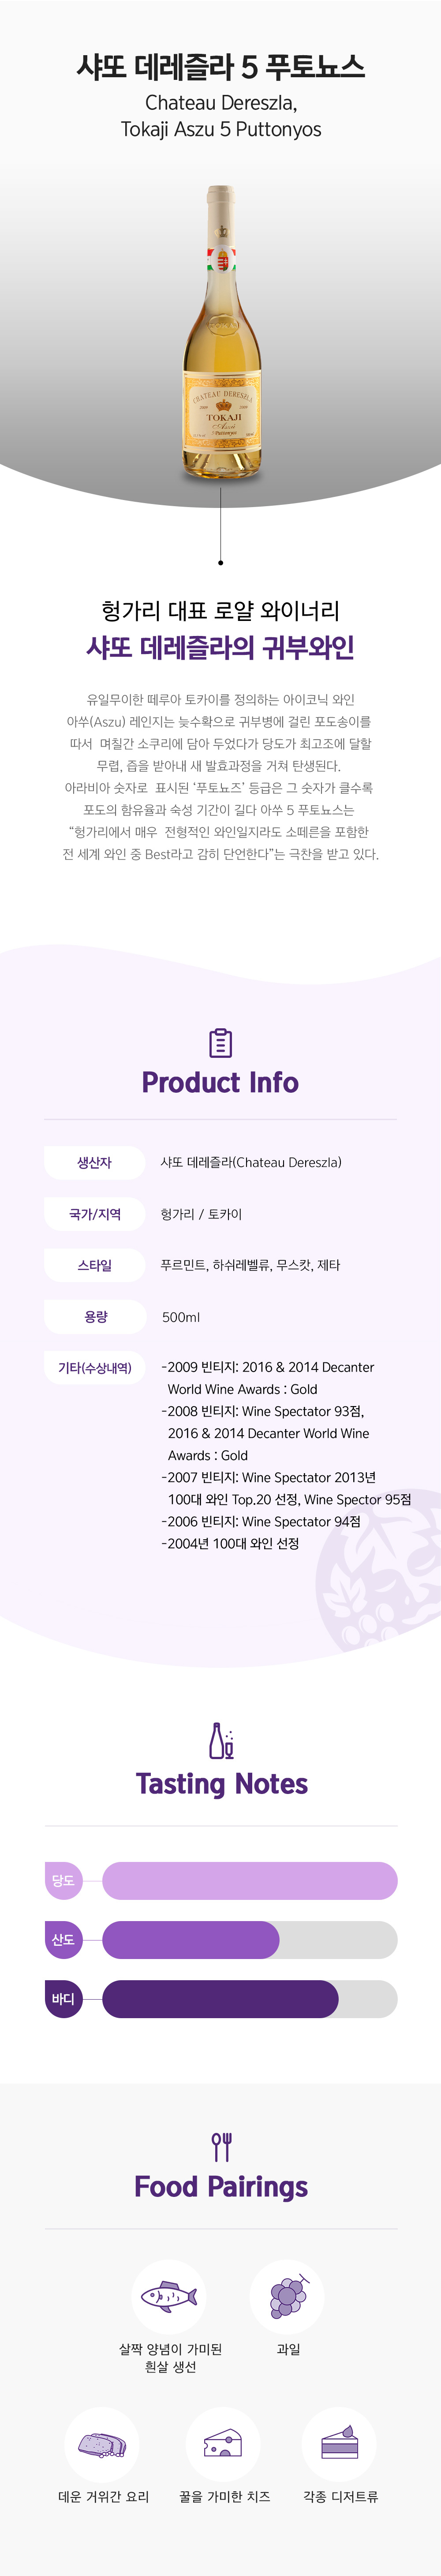 샤또 데레즐라 5 푸토뇨스
Chateau Dereszla,
Tokaji Aszu 5 Puttonyos
CHATEAU DERESZLA
2009 2009
TOKAJI
Aszú
5 Puttonyos
헝가리 대표 로얄 와이너리
샤또 데레즐라의 귀부와인
유일무이한 떼루아 토카이를 정의하는 아이코닉 와인
아쑤(Aszu) 레인지는 늦수확으로 귀부병에 걸린 포도송이를
따서 며칠간 소쿠리에 담아 두었다가 당도가 최고조에 달할
무렵, 즙을 받아내 새 발효과정을 거쳐 탄생된다.
아라비아 숫자로 표시된 ‘푸토뇨즈’ 등급은 그 숫자가 클수록
포도의 함유율과 숙성 기간이 길다 아쑤 5 푸토뇨스는
“헝가리에서 매우 전형적인 와인일지라도 소떼른을 포함한
전 세계 와인 중 Best라고 감히 단언한다”는 극찬을 받고 있다.
Product Info
생산자 샤또 데레즐라(Chateau Dereszla)
국가/지역 헝가리 / 토카이
스타일 푸르민트, 하쉬레벨류, 무스캇, 제타
용량 500ml
기타(수상내역) -2009 빈티지: 2016 & 2014 Decanter
World Wine Awards : Gold
-2008 빈티지: Wine Spectator 93점,
2016 & 2014 Decanter World Wine
Awards : Gold
-2007 빈티지: Wine Spectator 2013년
100대 와인 Top.20 선정, Wine Spector 95점
-2006 빈티지: Wine Spectator 94점
-2004년 100대 와인 선정
Tasting Notes
당도
산도
바디
Food Pairings
살짝 양념이 가미된
흰살 생선
과일
데운 거위간 요리
꿀을 가미한 치즈
각종 디저트류